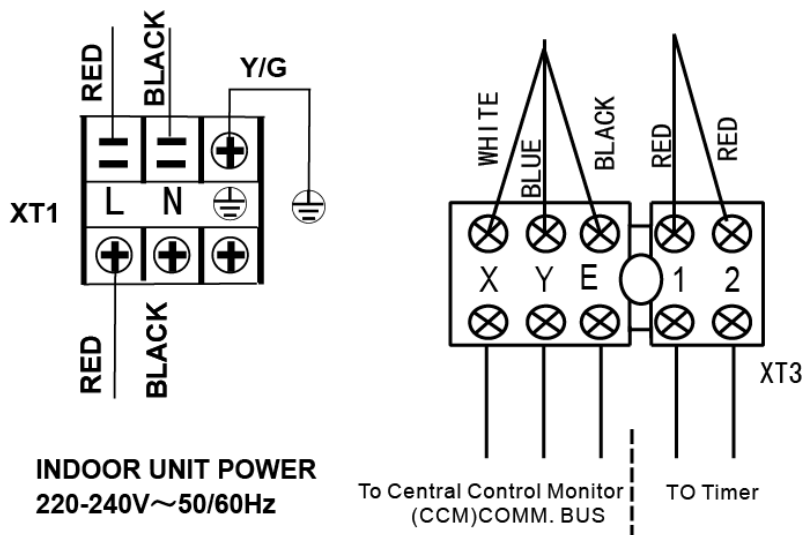 RED
BLACK
Y/G
XT1
L N
RED
BLACK
INDOOR UNIT POWER
220-240V～50/60Hz
WHITE
BLUE
BLACK
RED
RED
X Y E 1 2
XT3
To Central Control Monitor
(CCM)COMM. BUS
TO Timer